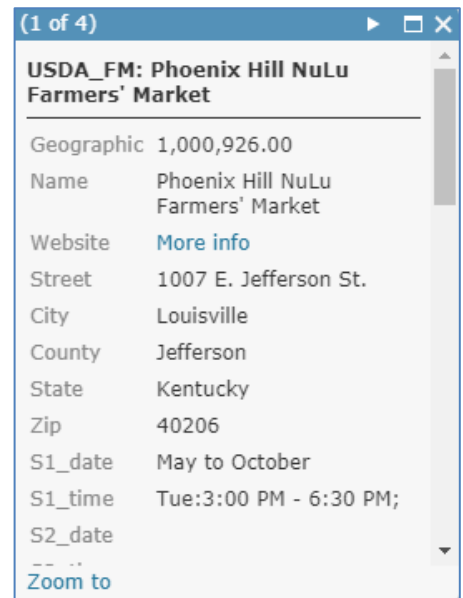 (1 of 4)
USDA_FM: Phoenix Hill NuLu
Farmers' Market
Geographic 1,000,926.00
Name Phoenix Hill NuLu
Farmers' Market
Website More info
Street 1007 E. Jefferson St.
City Louisville
County Jefferson
State Kentucky
Zip 40206
S1_date May to October
S1_time Tue:3:00 PM - 6:30 PM;
S2_date
Zoom to